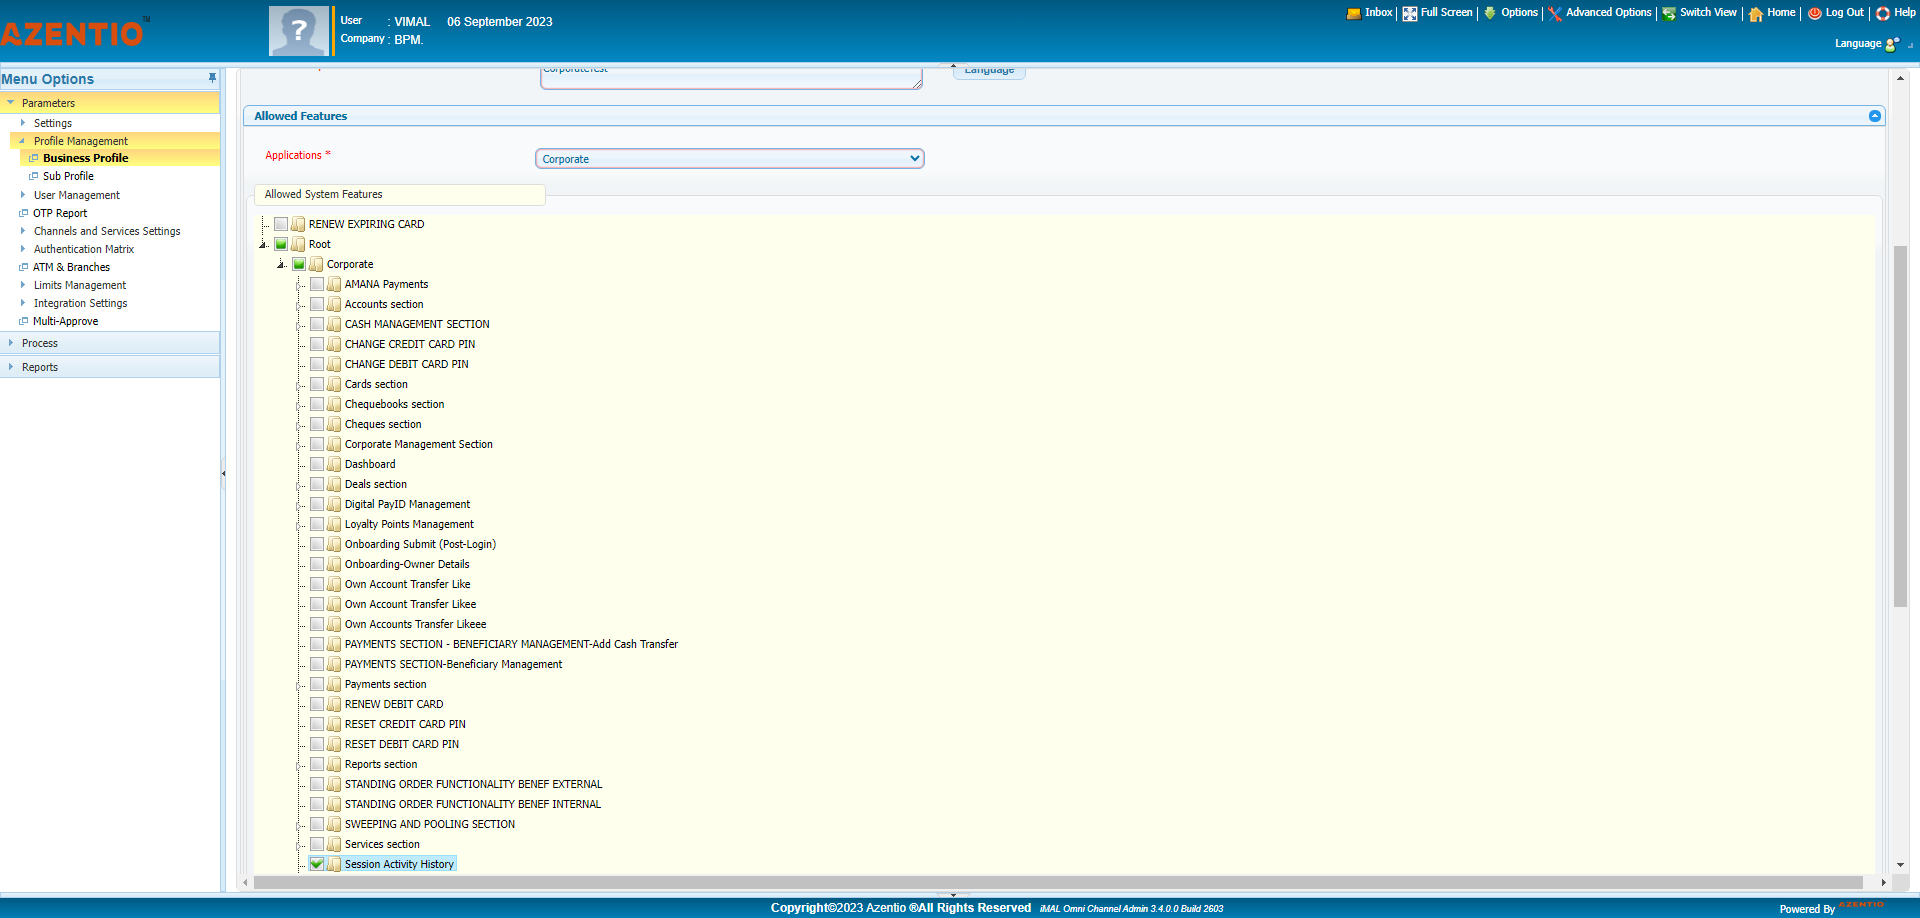 AZENTIO™
User : VIMAL 06 September 2023
Company : BPM.
Inbox Full Screen Options Advanced Options Switch View Home Log Out Help
Language
Menu Options
Parameters
Settings
Profile Management
Business Profile
Sub Profile
User Management
OTP Report
Channels and Services Settings
Authentication Matrix
ATM & Branches
Limits Management
Integration Settings
Multi-Approve
Process
Reports
CorporateTest
Language
Allowed Features
Applications *
Corporate
Allowed System Features
RENEW EXPIRING CARD
Root
Corporate
AMANA Payments
Accounts section
CASH MANAGEMENT SECTION
CHANGE CREDIT CARD PIN
CHANGE DEBIT CARD PIN
Cards section
Chequebooks section
Cheques section
Corporate Management Section
Dashboard
Deals section
Digital PayID Management
Loyalty Points Management
Onboarding Submit (Post-Login)
Onboarding-Owner Details
Own Account Transfer Like
Own Account Transfer Likee
Own Accounts Transfer Likeee
PAYMENTS SECTION - BENEFICIARY MANAGEMENT-Add Cash Transfer
PAYMENTS SECTION-Beneficiary Management
Payments section
RENEW DEBIT CARD
RESET CREDIT CARD PIN
RESET DEBIT CARD PIN
Reports section
STANDING ORDER FUNCTIONALITY BENEF EXTERNAL
STANDING ORDER FUNCTIONALITY BENEF INTERNAL
SWEEPING AND POOLING SECTION
Services section
Session Activity History
Copyright©2023 Azentio ®All Rights Reserved iMAL Omni Channel Admin 3.4.0.0 Build 2603
Powered By AZENTIO